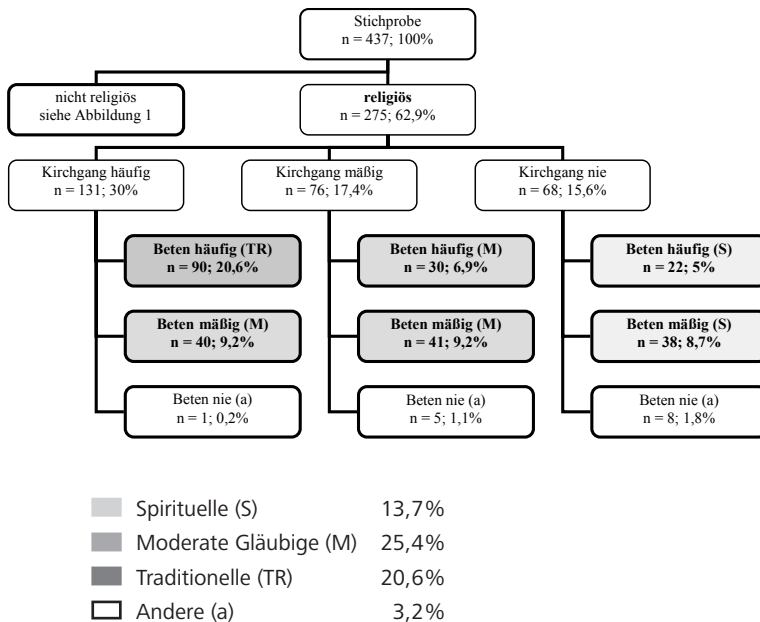 Stichprobe
n = 437; 100%
nicht religiös
siehe Abbildung 1
religiös
n = 275; 62,9%
Kirchgang häufig
n = 131; 30%
Kirchgang mäßig
n = 76; 17,4%
Kirchgang nie
n = 68; 15,6%
Beten häufig (TR)
n = 90; 20,6%
Beten häufig (M)
n = 30; 6,9%
Beten häufig (S)
n = 22; 5%
Beten mäßig (M)
n = 40; 9,2%
Beten mäßig (M)
n = 41; 9,2%
Beten mäßig (S)
n = 38; 8,7%
Beten nie (a)
n = 1; 0,2%
Beten nie (a)
n = 5; 1,1%
Beten nie (a)
n = 8; 1,8%
Spirituelle (S) 13,7%
Moderate Gläubige (M) 25,4%
Traditionelle (TR) 20,6%
Andere (a) 3,2%